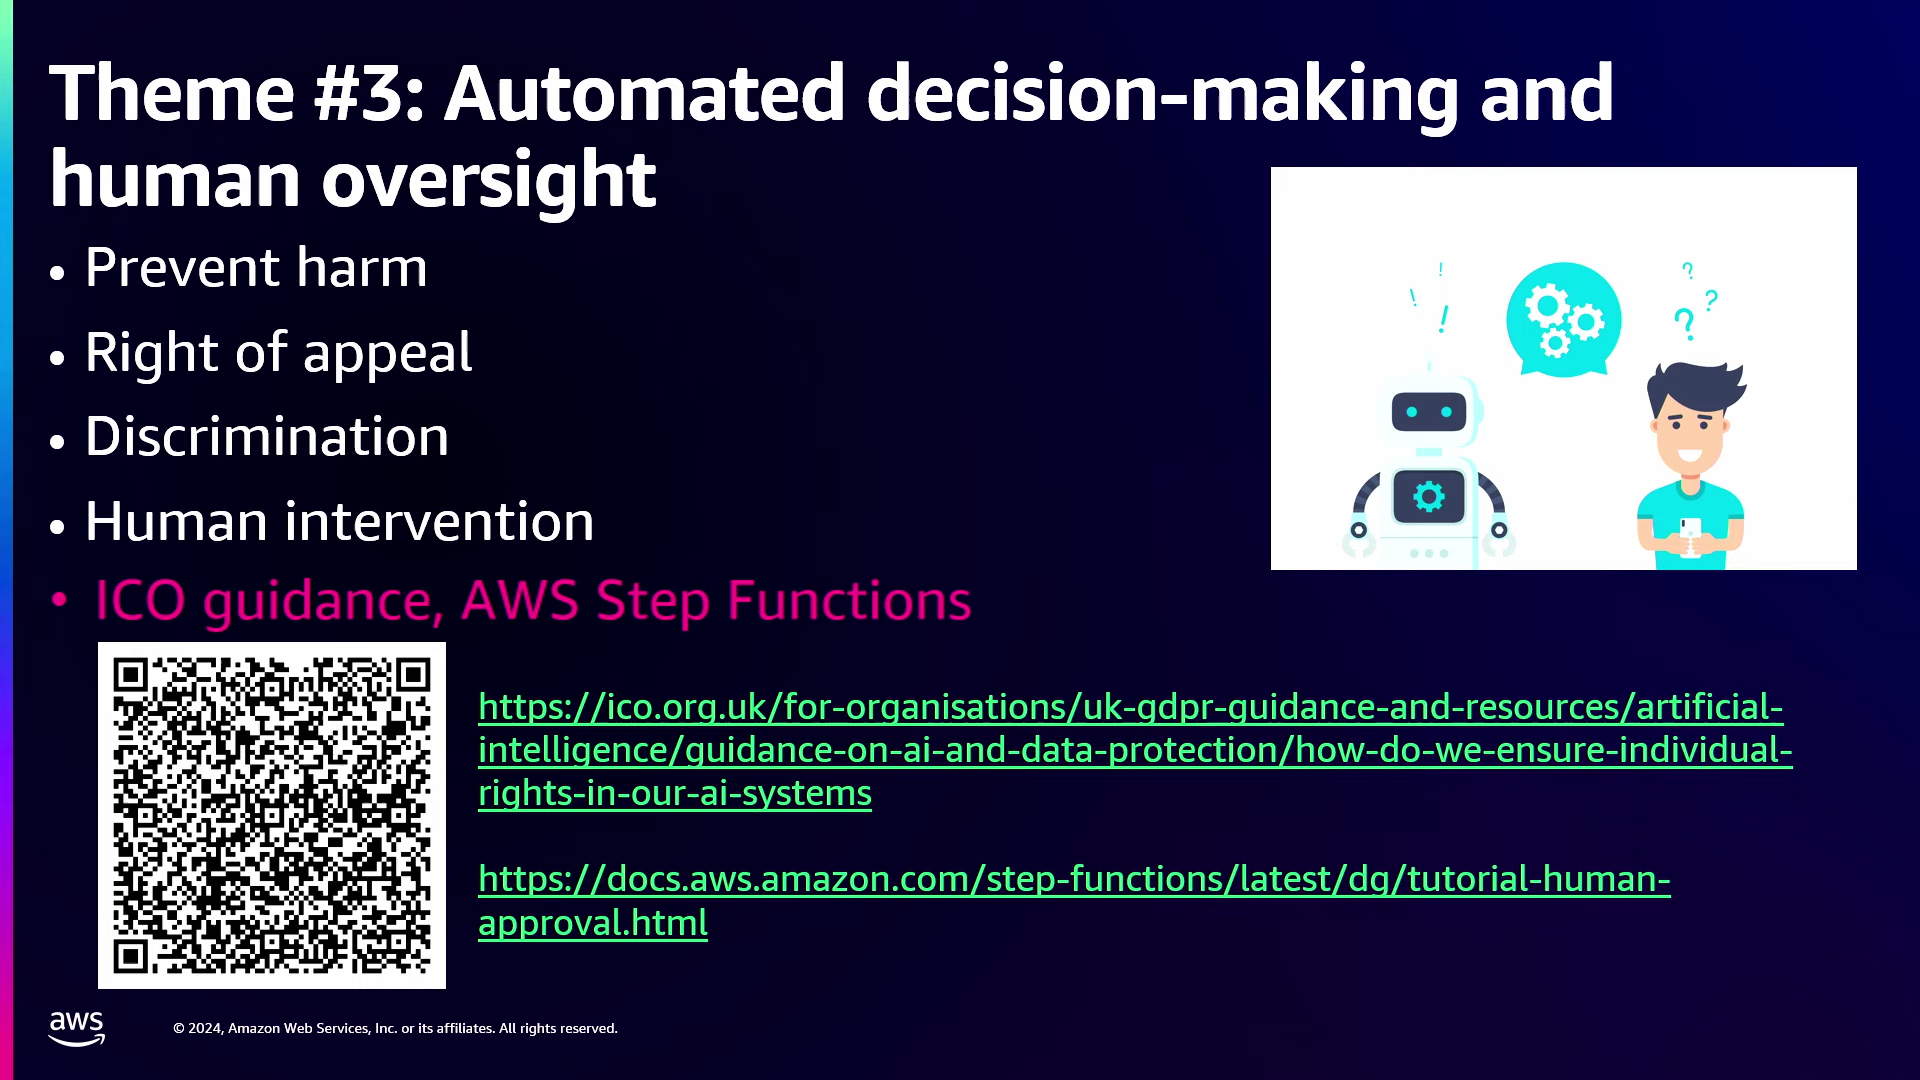 Theme #3: Automated decision-making and
human oversight
• Prevent harm
• Right of appeal
• Discrimination
• Human intervention
• ICO guidance, AWS Step Functions
https://ico.org.uk/for-organisations/uk-gdpr-guidance-and-resources/artificial-
intelligence/guidance-on-ai-and-data-protection/how-do-we-ensure-individual-
rights-in-our-ai-systems
https://docs.aws.amazon.com/step-functions/latest/dg/tutorial-human-
approval.html
! ! !
? ? ?
aws
© 2024, Amazon Web Services, Inc. or its affiliates. All rights reserved.